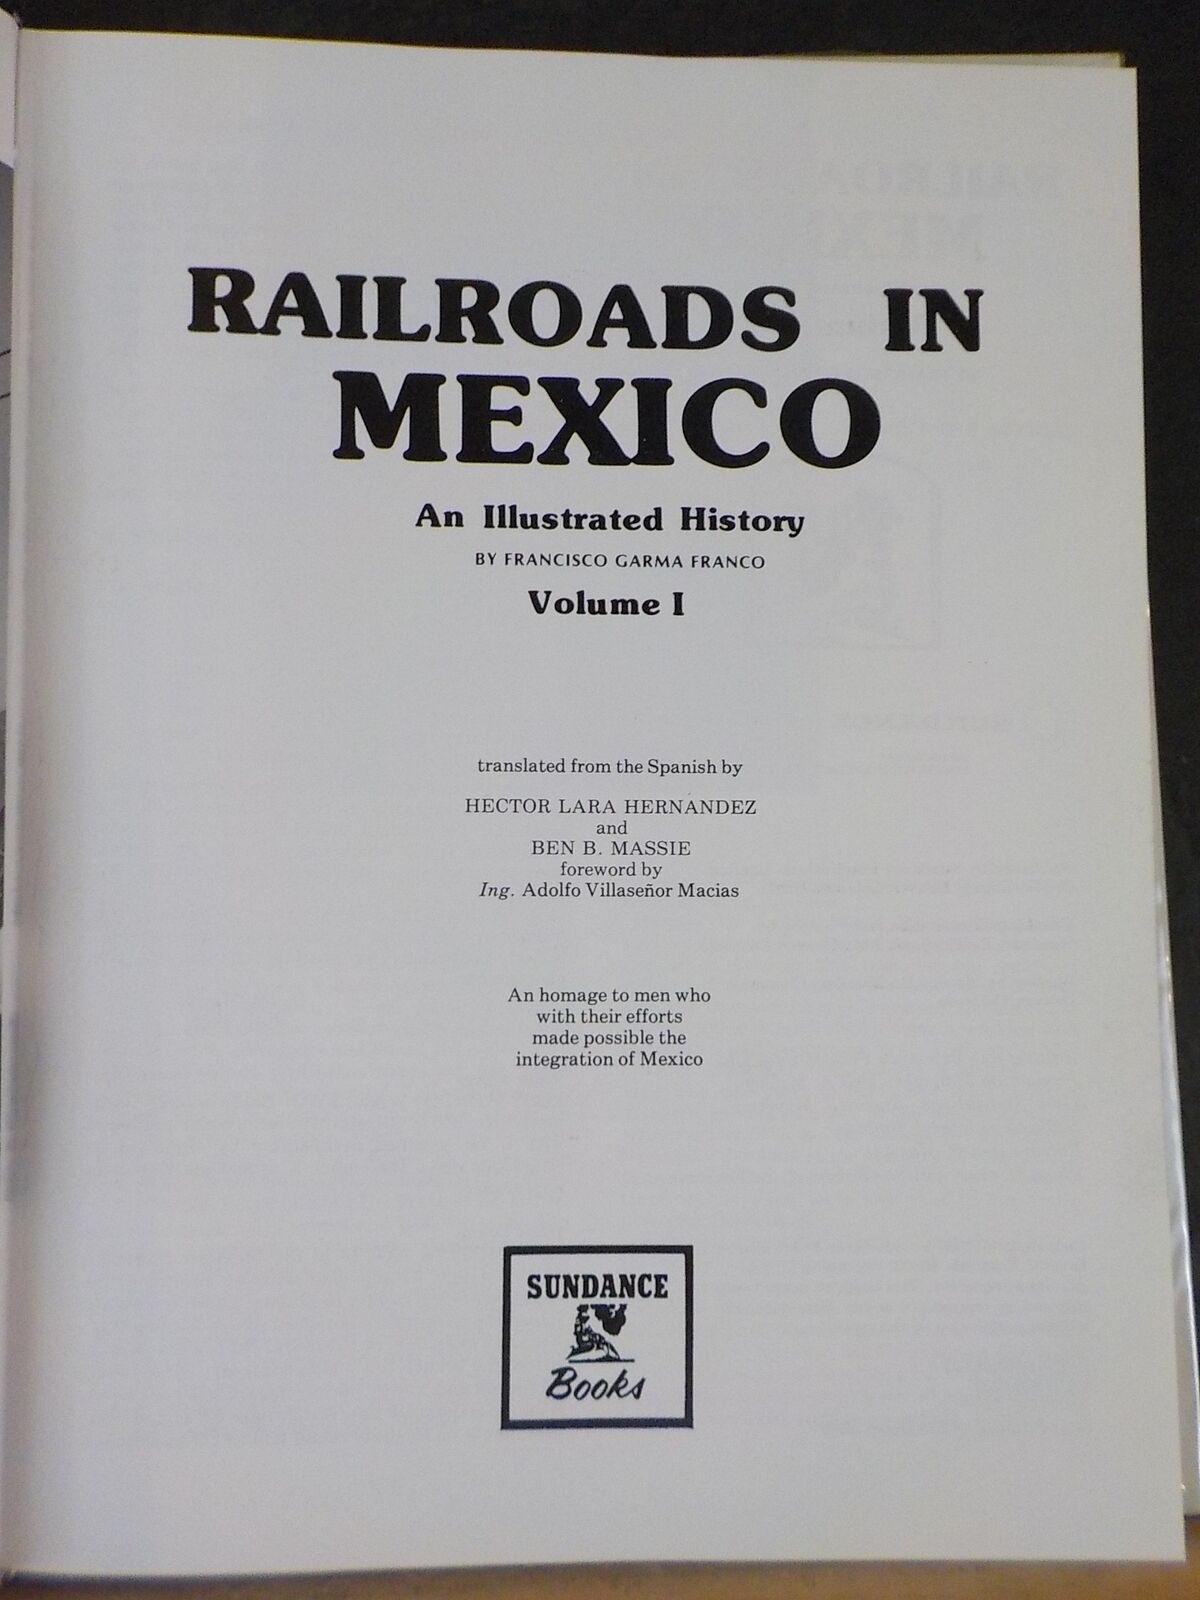 RAILROADS IN
MEXICO
An Illustrated History
BY FRANCISCO GARMA FRANCO
Volume I
translated from the Spanish by
HECTOR LARA HERNANDEZ
and
BEN B. MASSIE
foreword by
Ing. Adolfo Villaseñor Macias
An homage to men who
with their efforts
made possible the
integration of Mexico
SUNDANCE
Books